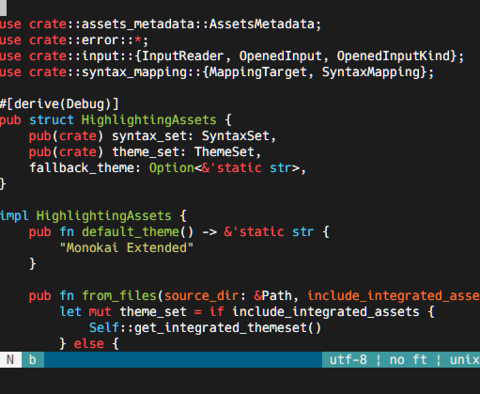 use crate::assets_metadata::AssetsMetadata;
use crate::error::*;
use crate::input::{InputReader, OpenedInput, OpenedInputKind};
use crate::syntax_mapping::{MappingTarget, SyntaxMapping};
#[derive(Debug)]
pub struct HighlightingAssets {
    pub(crate) syntax_set: SyntaxSet,
    pub(crate) theme_set: ThemeSet,
    fallback_theme: Option<&'static str>,
}
impl HighlightingAssets {
    pub fn default_theme() -> &'static str {
        "Monokai Extended"
    }
    pub fn from_files(source_dir: &Path, include_integrated_asse
        let mut theme_set = if include_integrated_assets {
            Self::get_integrated_themeset()
        } else {
N b utf-8 ¦ no ft ¦ unix